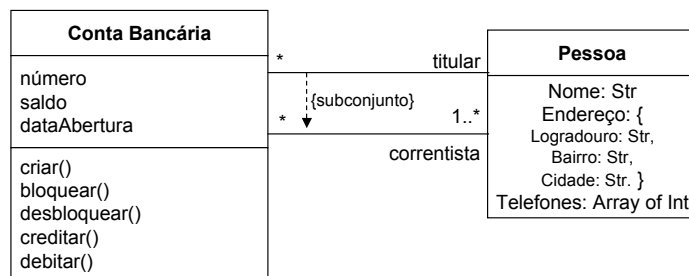 Conta Bancária
número
saldo
dataAbertura
criar()
bloquear()
desbloquear()
creditar()
debitar()
* titular
{subconjunto}
* 1..*
correntista
Pessoa
Nome: Str
Endereço: {
Logradouro: Str,
Bairro: Str,
Cidade: Str. }
Telefones: Array of Int